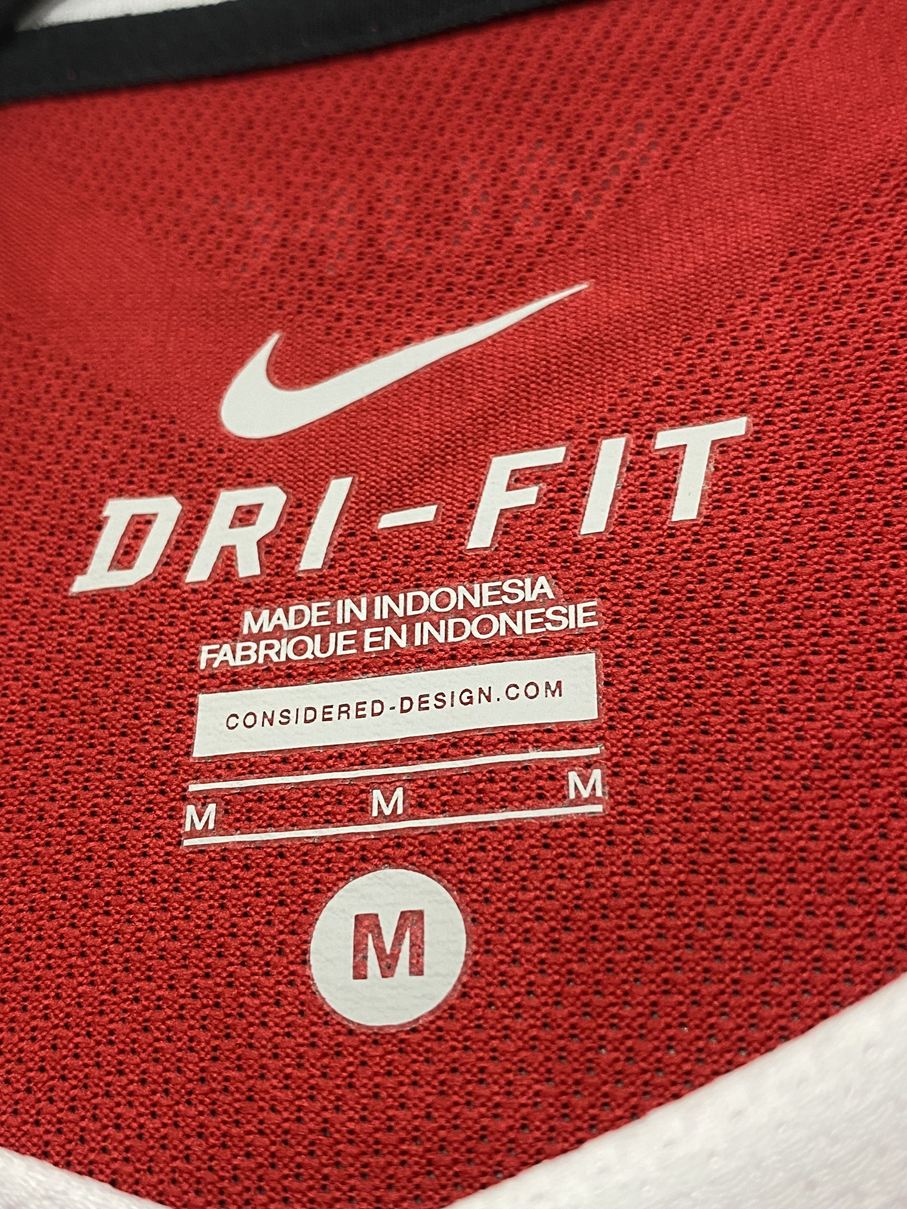 DRI-FIT
MADE IN INDONESIA
FABRIQUE EN INDONESIE
CONSIDERED-DESIGN.COM
M M M
M